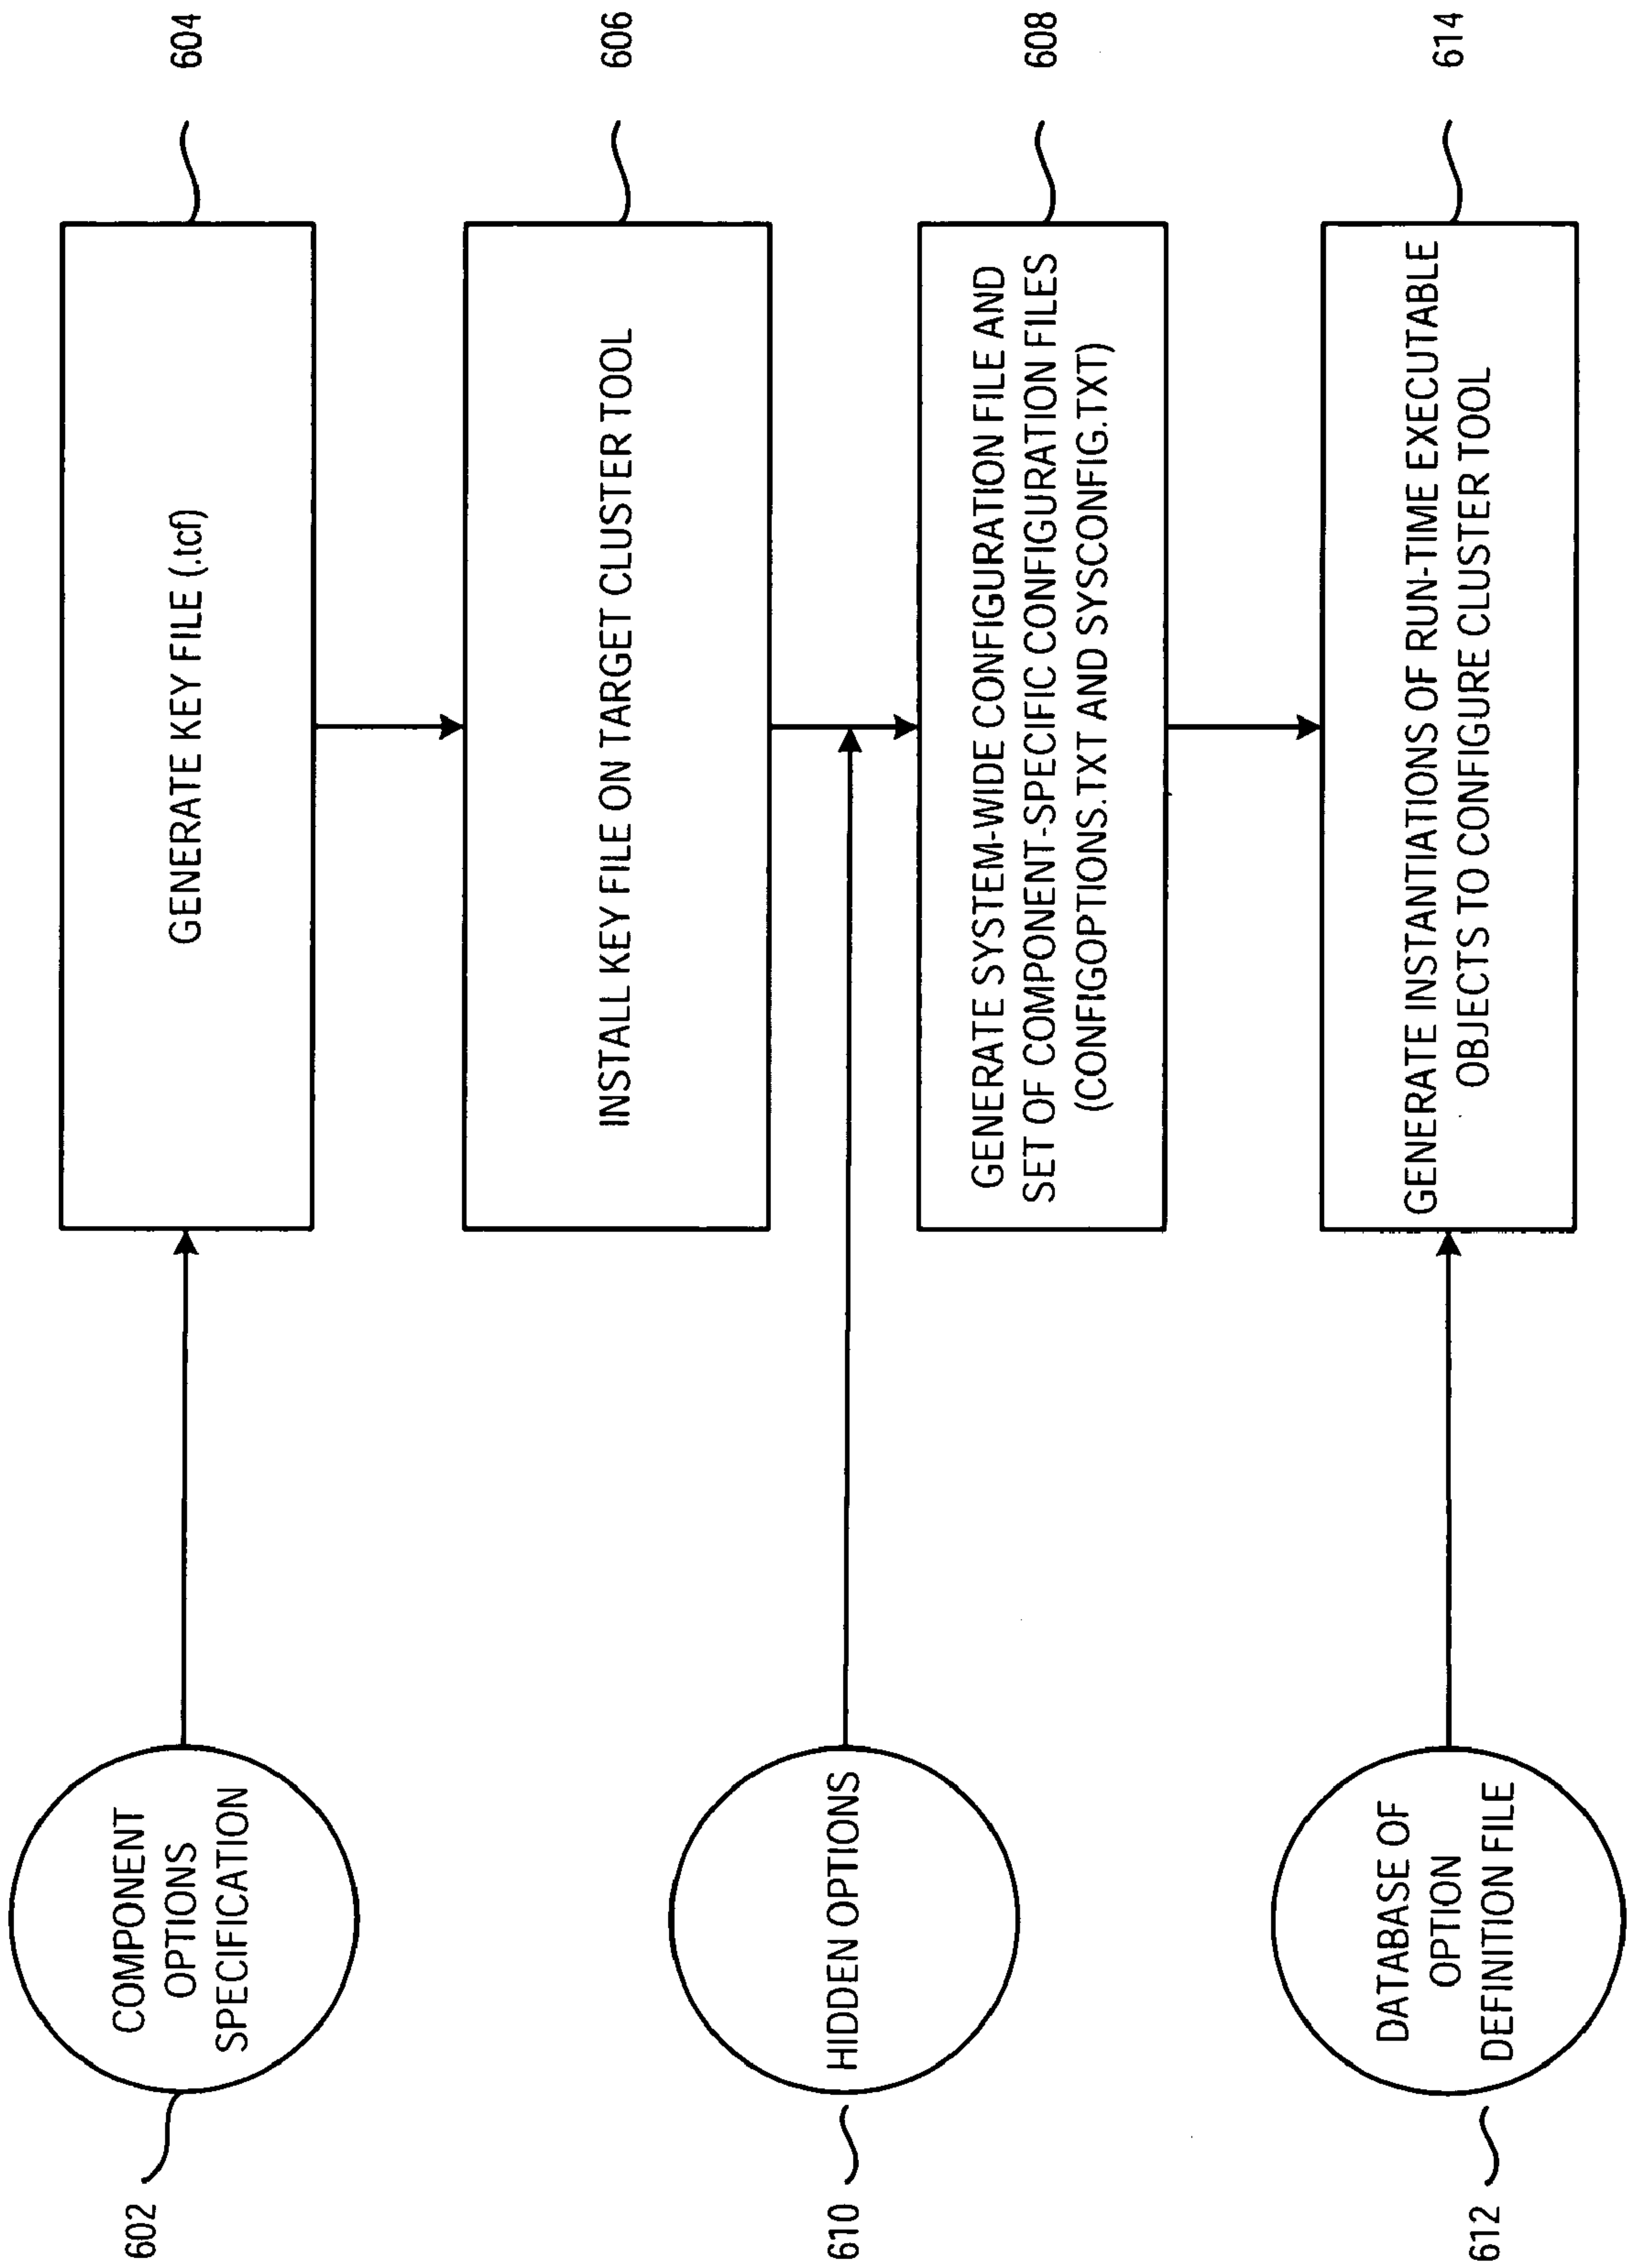 602
COMPONENT
OPTIONS
SPECIFICATION
GENERATE KEY FILE (.tcf)
604
INSTALL KEY FILE ON TARGET CLUSTER TOOL
606
610
HIDDEN OPTIONS
GENERATE SYSTEM-WIDE CONFIGURATION FILE AND
SET OF COMPONENT-SPECIFIC CONFIGURATION FILES
(CONFIGOPTIONS.TXT AND SYSCONFIG.TXT)
608
612
DATABASE OF
OPTION
DEFINITION FILE
GENERATE INSTANTIATIONS OF RUN-TIME EXECUTABLE
OBJECTS TO CONFIGURE CLUSTER TOOL
614